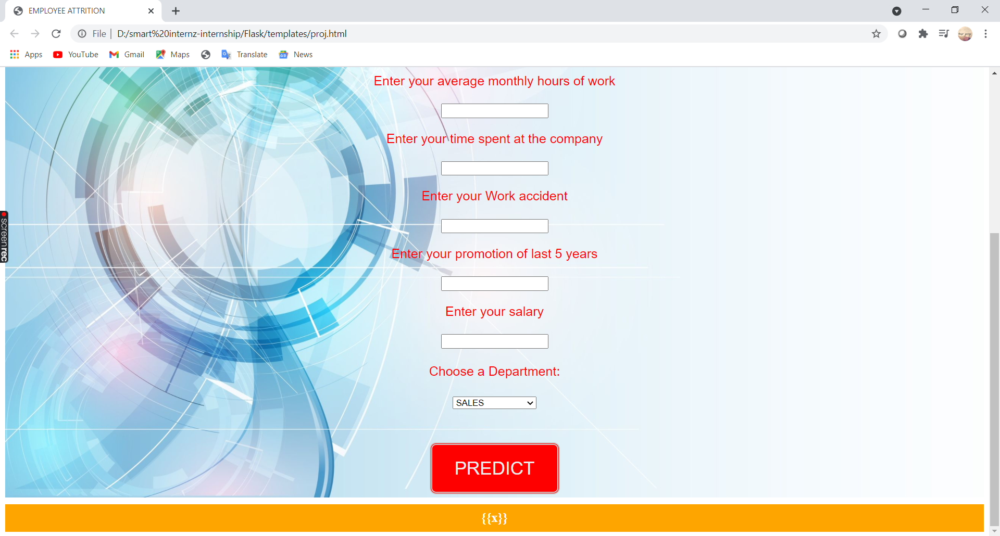 EMPLOYEE ATTRITION
File | D:/smart%20internz-internship/Flask/templates/proj.html
Apps YouTube Gmail Maps Translate News
Enter your average monthly hours of work
Enter your time spent at the company
Enter your Work accident
screenrec
Enter your promotion of last 5 years
Enter your salary
Choose a Department:
SALES
PREDICT
{{x}}